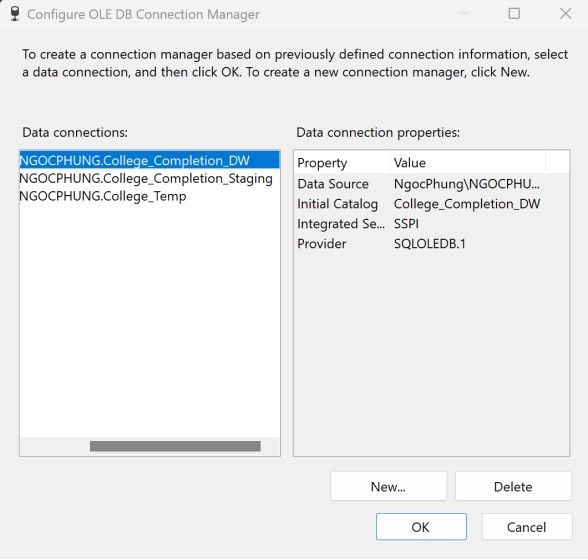 Configure OLE DB Connection Manager
To create a connection manager based on previously defined connection information, select
a data connection, and then click OK. To create a new connection manager, click New.
Data connections:
NGOCPHUNG.College_Completion_DW
NGOCPHUNG.College_Completion_Staging
NGOCPHUNG.College_Temp
Data connection properties:
Property Value
Data Source NgocPhung\NGOCPHU...
Initial Catalog College_Completion_DW
Integrated Se... SSPI
Provider SQLOLEDB.1
New... Delete
OK Cancel